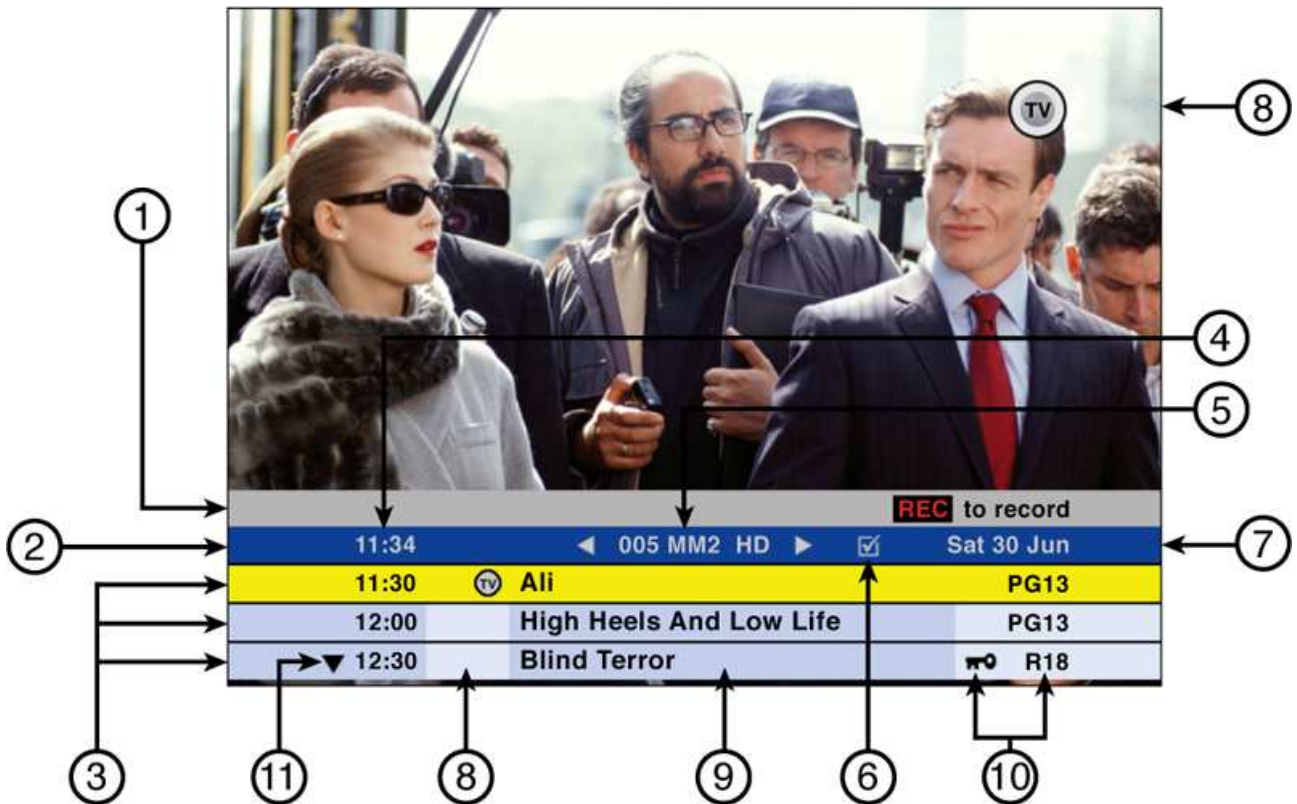 TV
8
1
4
5
REC to record
2
11:34 005 MM2 HD Sat 30 Jun
7
11:30 TV Ali PG13
12:00 High Heels And Low Life PG13
12:30 Blind Terror R18
3
11
8
9
6
10